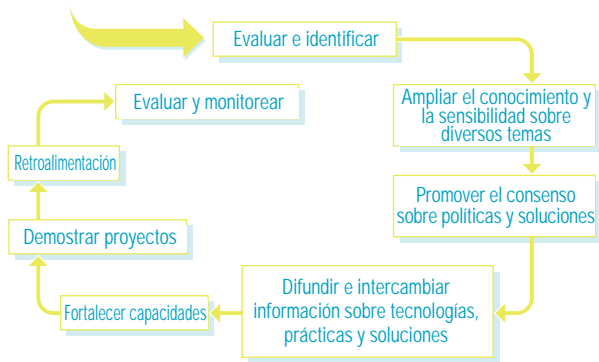 Evaluar e identificar
Ampliar el conocimiento y
la sensibilidad sobre
diversos temas
Promover el consenso
sobre políticas y soluciones
Difundir e intercambiar
información sobre tecnologías,
prácticas y soluciones
Fortalecer capacidades
Demostrar proyectos
Retroalimentación
Evaluar y monitorear